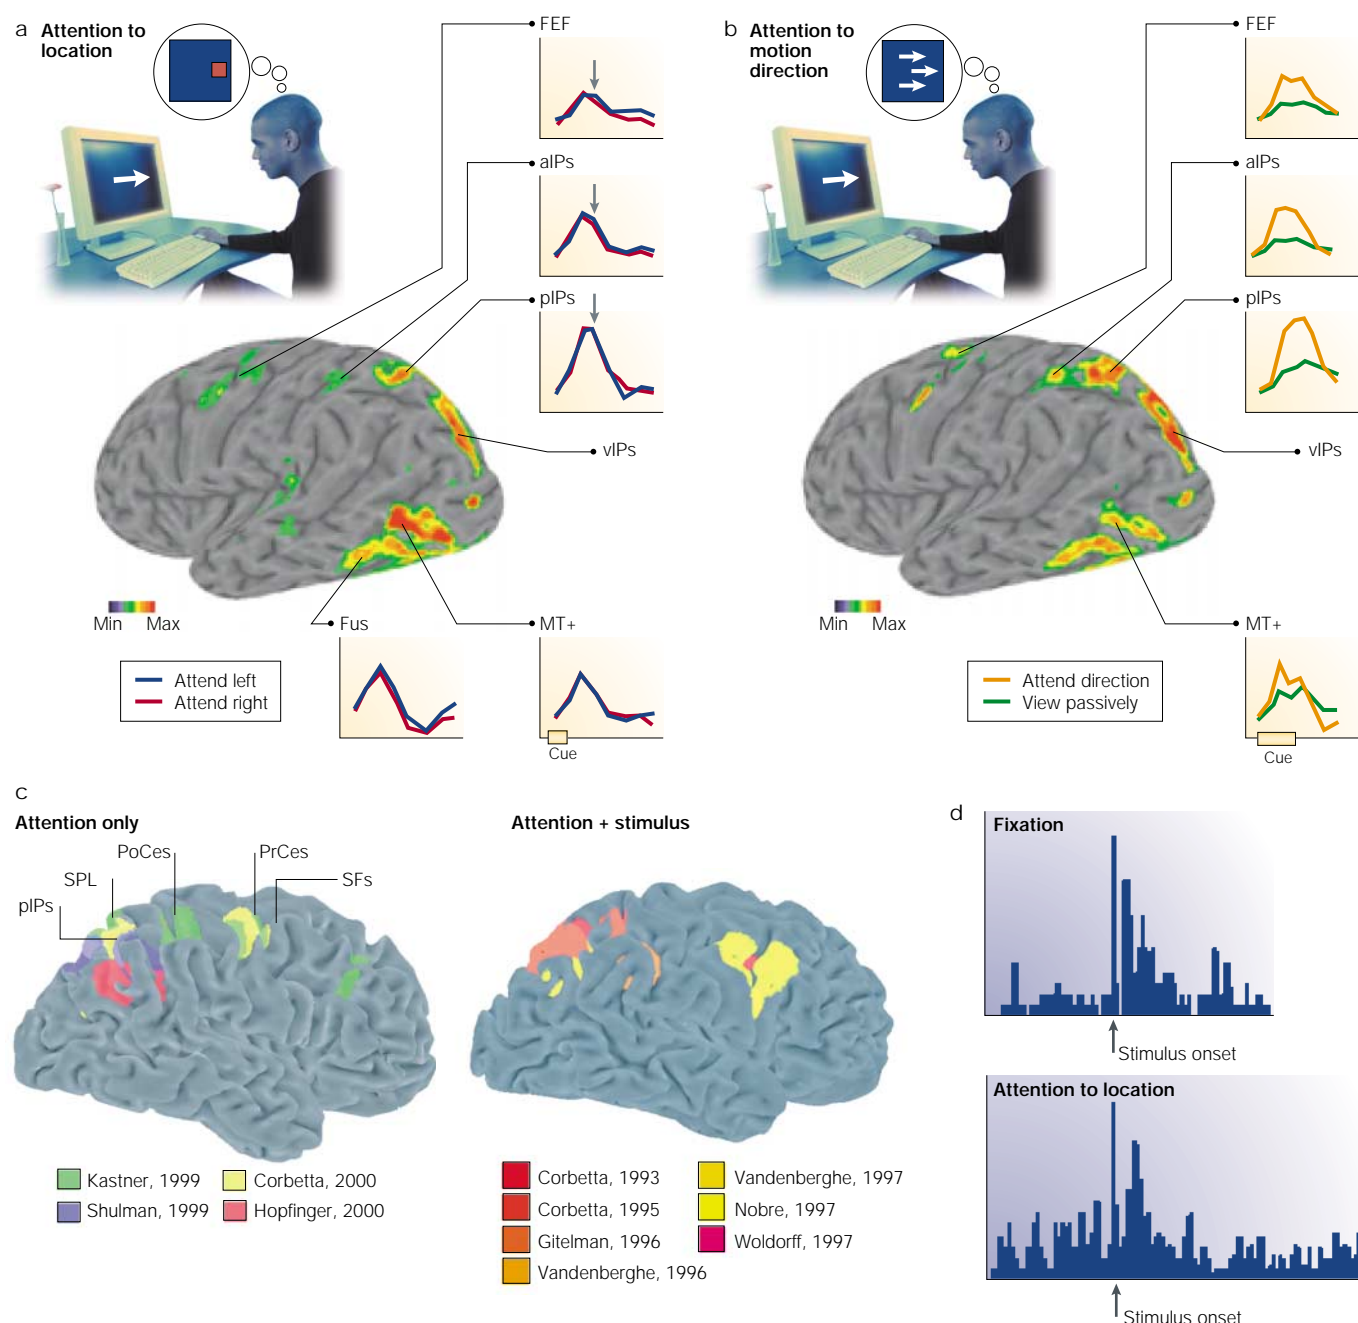 a
Attention to
location
FEF
aIPs
pIPs
vIPs
Min Max
Fus
MT+
Attend left
Attend right
Cue
b
Attention to
motion
direction
FEF
aIPs
pIPs
vIPs
Min Max
MT+
Attend direction
View passively
Cue
c
Attention only
PoCes
PrCes
SPL
SFs
pIPs
Kastner, 1999
Corbetta, 2000
Shulman, 1999
Hopfinger, 2000
Attention + stimulus
Corbetta, 1993
Vandenberghe, 1997
Corbetta, 1995
Nobre, 1997
Gitelman, 1996
Woldorff, 1997
Vandenberghe, 1996
d
Fixation
Stimulus onset
Attention to location
Stimulus onset